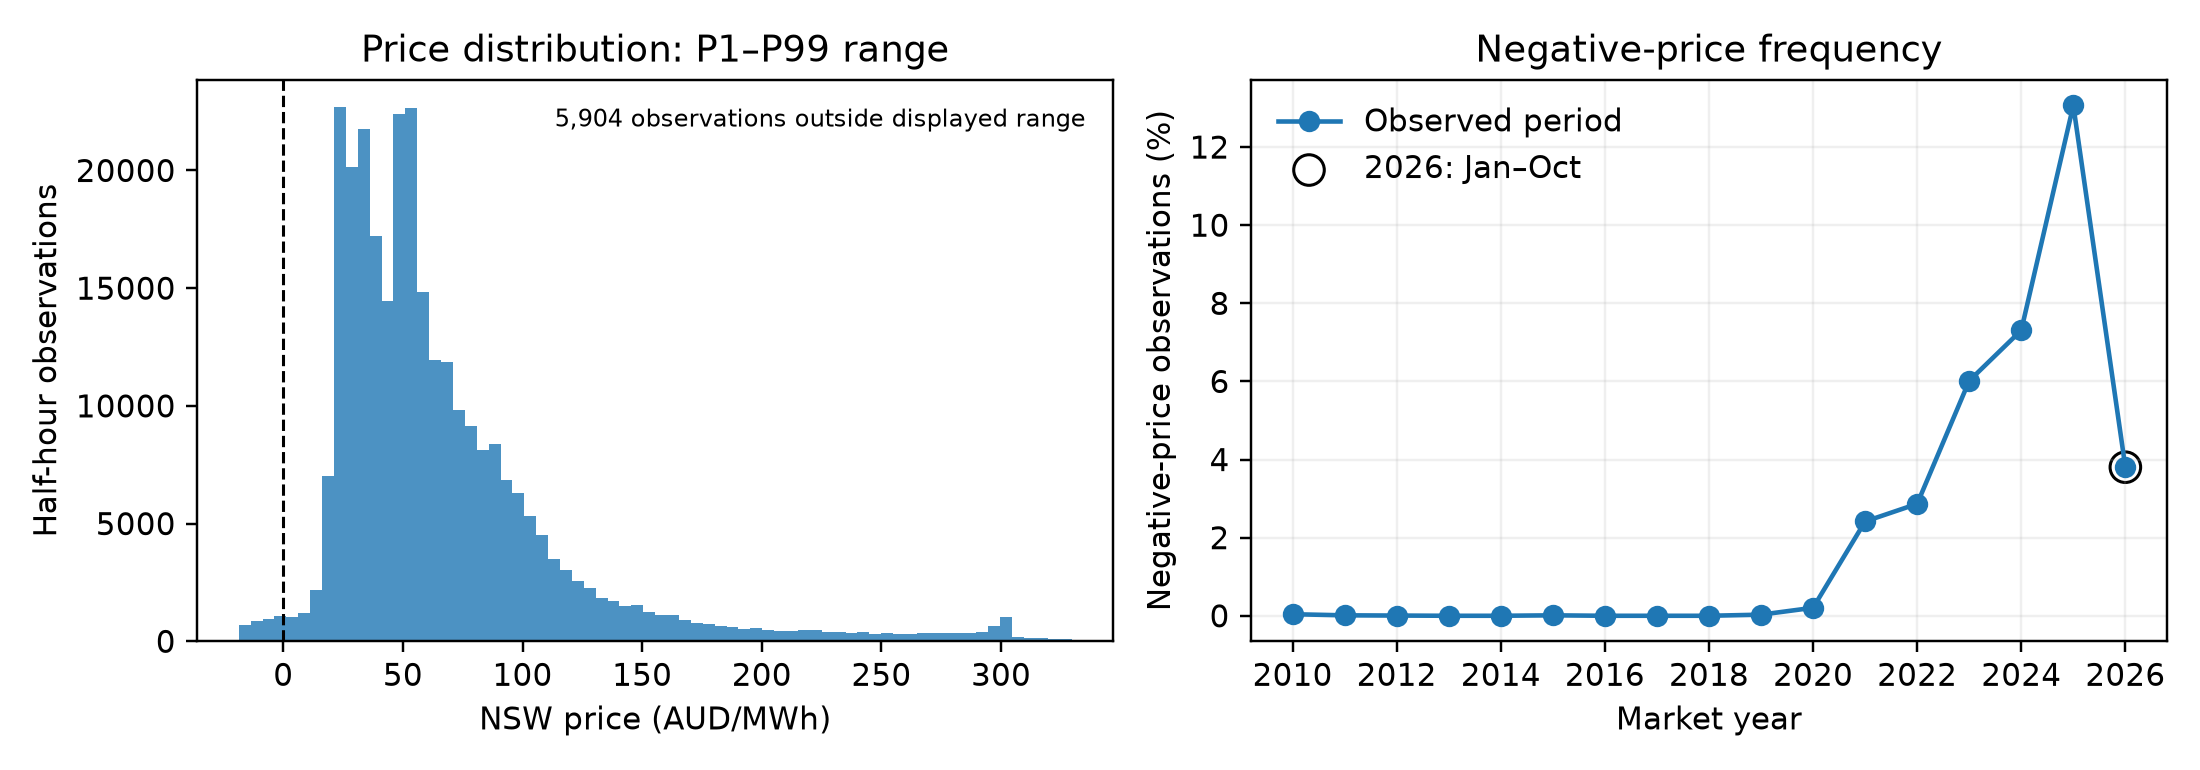 Price distribution: P1–P99 range
5,904 observations outside displayed range
Half-hour observations
20000
15000
10000
5000
0
0 50 100 150 200 250 300
NSW price (AUD/MWh)
Negative-price frequency
Observed period
2026: Jan–Oct
Negative-price observations (%)
12
10
8
6
4
2
0
2010 2012 2014 2016 2018 2020 2022 2024 2026
Market year